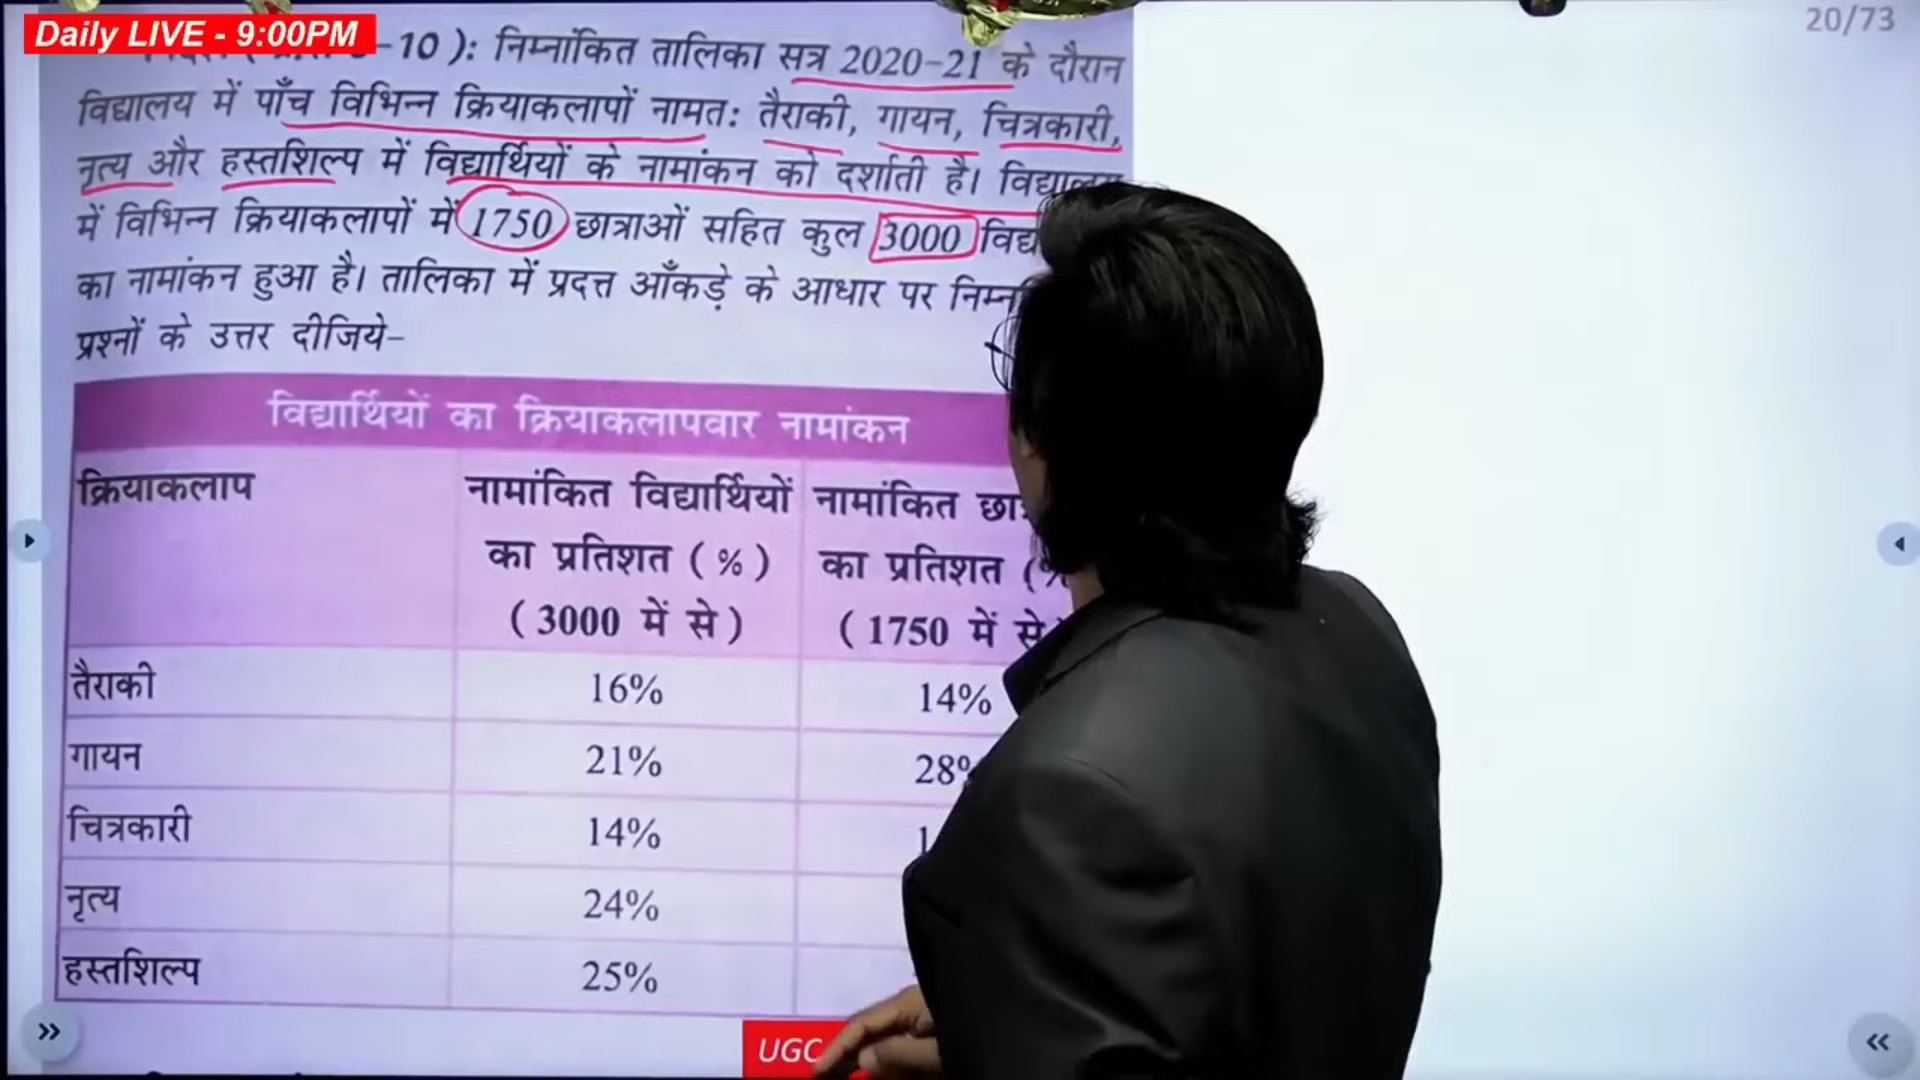 Daily LIVE - 9:00PM
20/73
-10 ): निम्नांकित तालिका सत्र 2020-21 के दौरान
विद्यालय में पाँच विभिन्न क्रियाकलापों नामतः तैराकी, गायन, चित्रकारी,
नृत्य और हस्तशिल्प में विद्यार्थियों के नामांकन को दर्शाती है। विद्यालय
में विभिन्न क्रियाकलापों में 1750 छात्राओं सहित कुल 3000
का नामांकन हुआ है। तालिका में प्रदत्त आँकड़े के आधार पर
प्रश्नों के उत्तर दीजिये-
विद्यार्थियों का क्रियाकलापवार नामांकन
क्रियाकलाप
नामांकित विद्यार्थियों
का प्रतिशत ( % )
( 3000 में से )
नामांकित
का प्रतिशत (%
( 1750 में से
तैराकी 16% 14%
गायन 21% 28%
चित्रकारी 14%
नृत्य 24%
हस्तशिल्प 25%
UGC